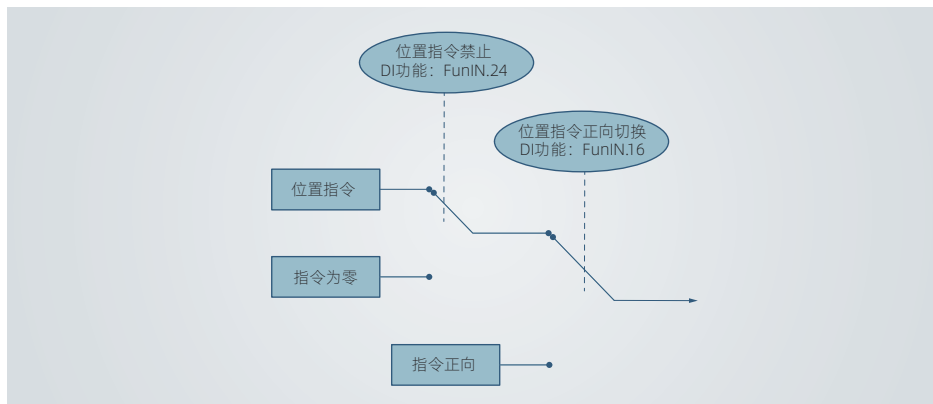 位置指令禁止
DI功能：FunIN.24
位置指令正向切换
DI功能：FunIN.16
位置指令
指令为零
指令正向